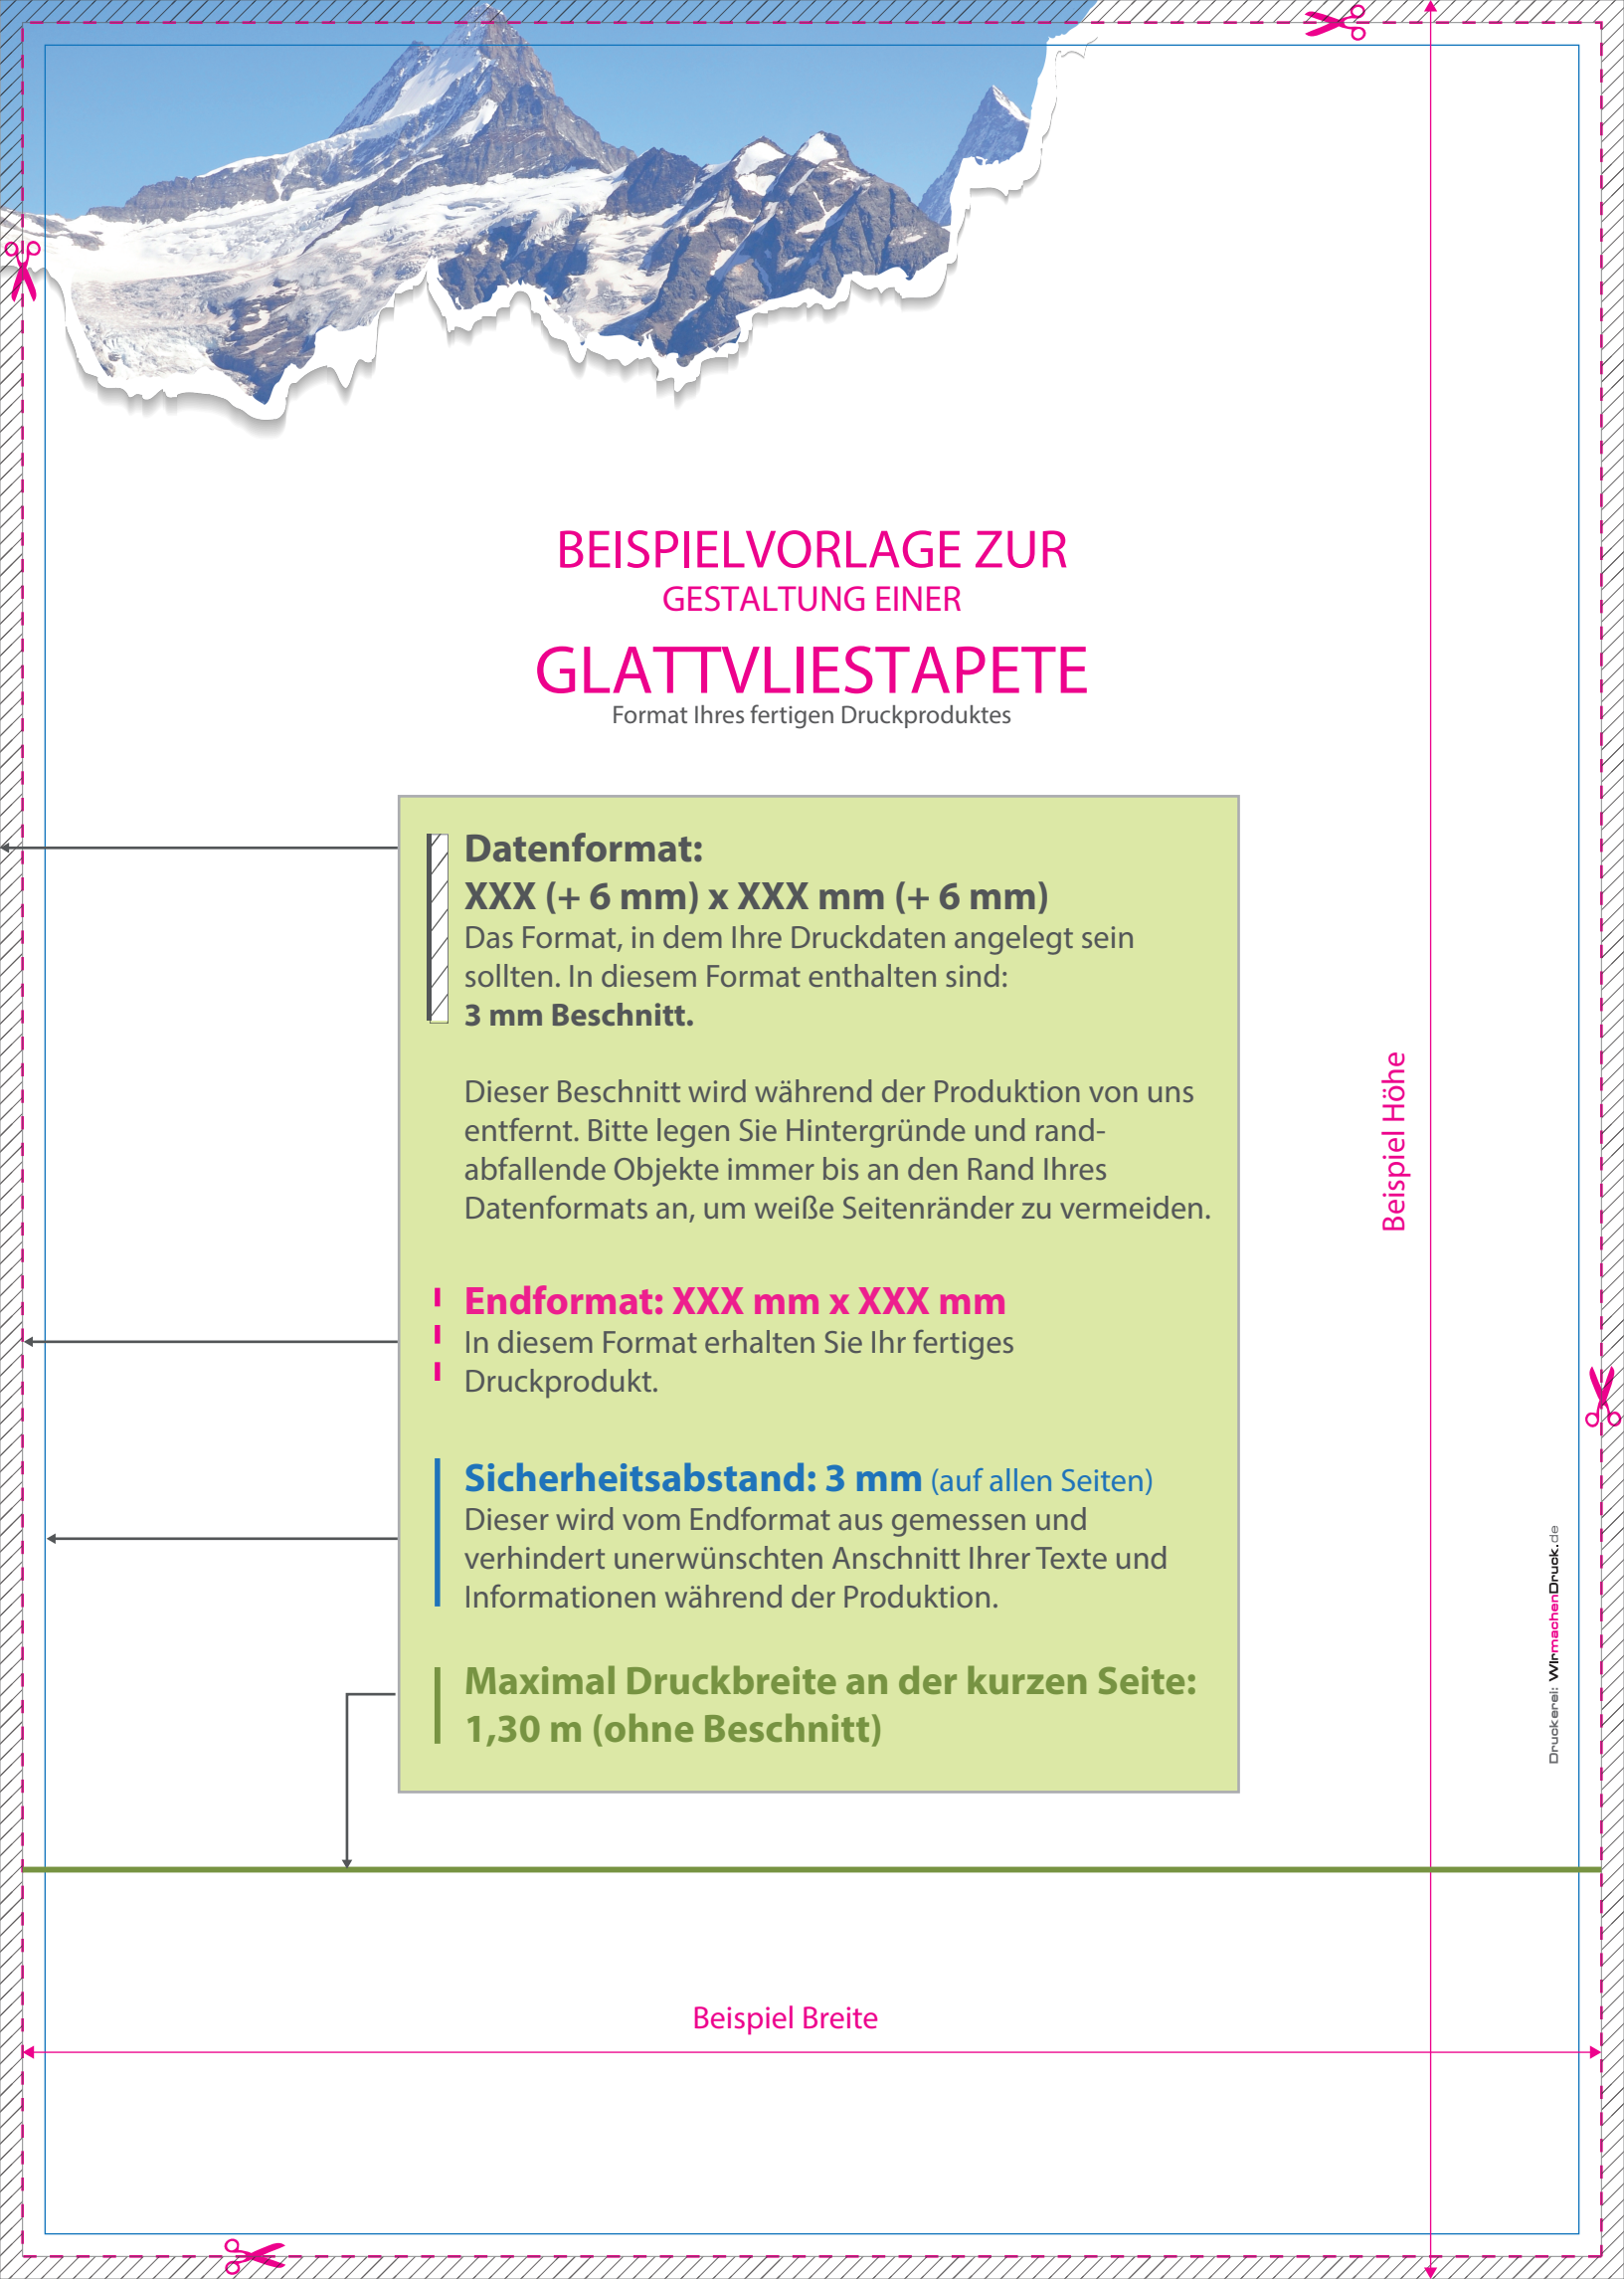 BEISPIELVORLAGE ZUR
GESTALTUNG EINER
GLATTVLIESTAPETE
Format Ihres fertigen Druckproduktes
Datenformat:
XXX (+ 6 mm) x XXX mm (+ 6 mm)
Das Format, in dem Ihre Druckdaten angelegt sein
sollten. In diesem Format enthalten sind:
3 mm Beschnitt.
Dieser Beschnitt wird während der Produktion von uns
entfernt. Bitte legen Sie Hintergründe und rand-
abfallende Objekte immer bis an den Rand Ihres
Datenformats an, um weiße Seitenränder zu vermeiden.
Endformat: XXX mm x XXX mm
In diesem Format erhalten Sie Ihr fertiges
Druckprodukt.
Sicherheitsabstand: 3 mm (auf allen Seiten)
Dieser wird vom Endformat aus gemessen und
verhindert unerwünschten Anschnitt Ihrer Texte und
Informationen während der Produktion.
Maximal Druckbreite an der kurzen Seite:
1,30 m (ohne Beschnitt)
Beispiel Höhe
Druckerei: WIrmachenDruck.de
Beispiel Breite